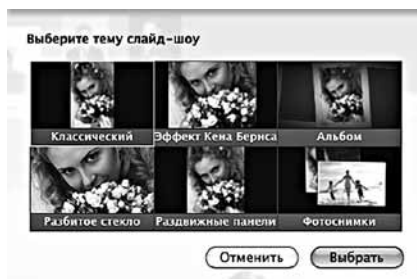 Выберите тему слайд-шоу
Классический Эффект Кена Бернса Альбом
Разбитое стекло Раздвижные панели Фотоснимки
Отменить Выбрать